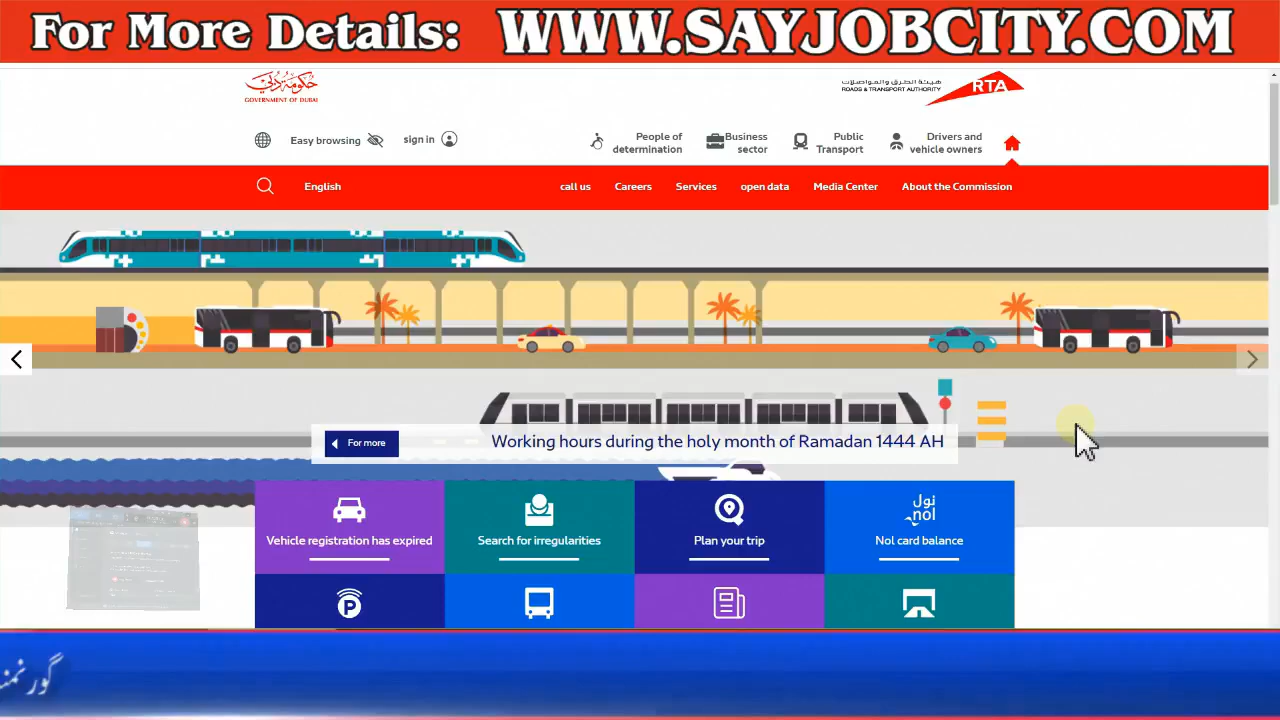 For More Details: WWW.SAYJOBCITY.COM
حكومة دبي
GOVERNMENT OF DUBAI
هيئة الطرق والمواصلات
ROADS & TRANSPORT AUTHORITY
RTA
Easy browsing
sign in
People of determination
Business sector
Public Transport
Drivers and vehicle owners
English
call us
Careers
Services
open data
Media Center
About the Commission
For more
Working hours during the holy month of Ramadan 1444 AH
Vehicle registration has expired
Search for irregularities
Plan your trip
نول
nol
Nol card balance
P